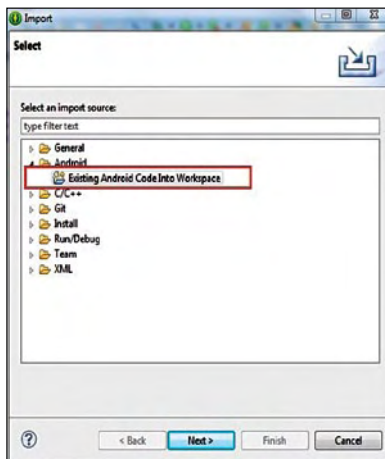 Import
Select
Select an import source:
type filter text
General
Android
Existing Android Code Into Workspace
C/C++
Git
Install
Run/Debug
Team
XML
< Back
Next >
Finish
Cancel